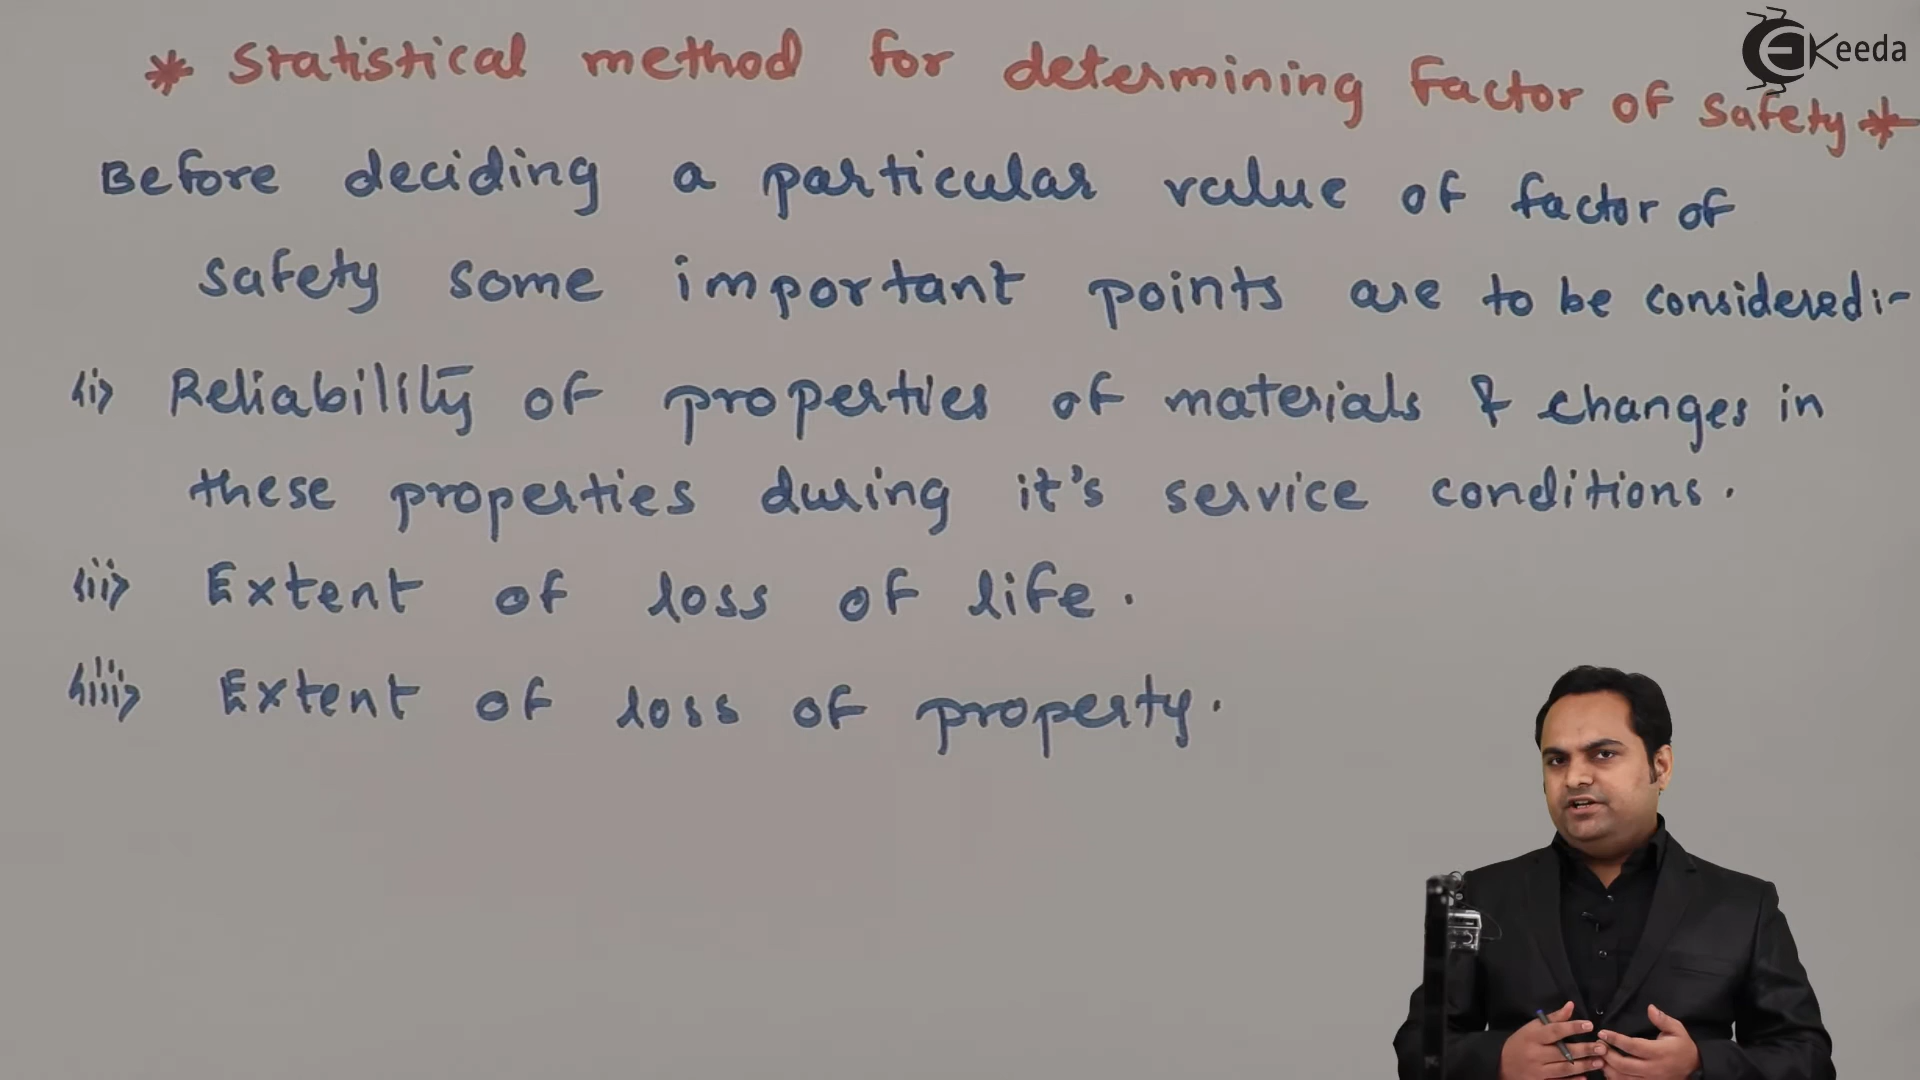 EKeeda
* Statistical method for determining Factor of safety *
Before deciding a particular value of factor of
safety some important points are to be considered:-
(i) Reliability of properties of materials & changes in
these properties during it's service conditions.
(ii) Extent of loss of life.
(iii) Extent of loss of property.